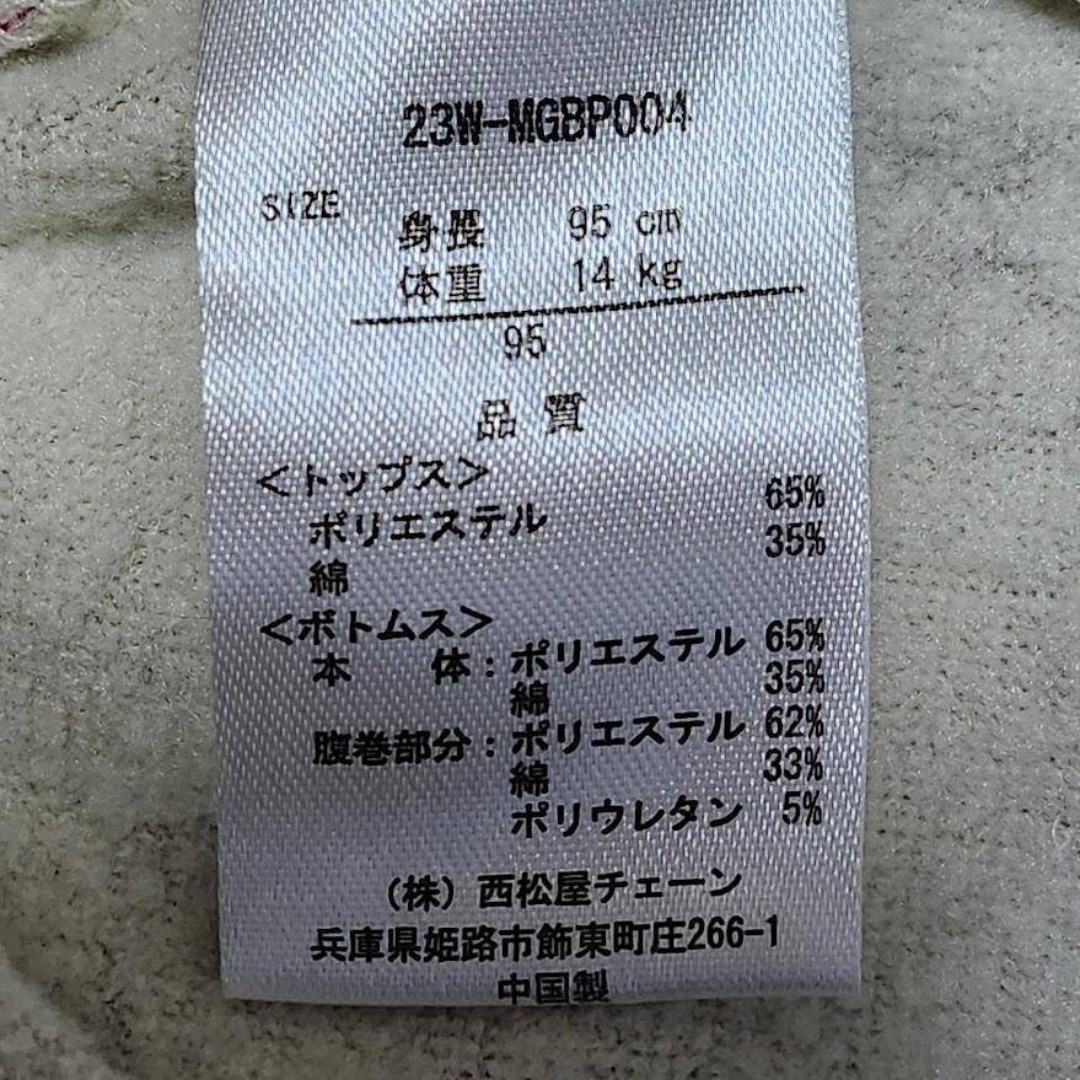 23W-MGBP004
SIZE 身長 95 cm
体重 14 kg
95
品質
<トップス>
ポリエステル 65%
綿 35%
<ボトムス>
本体:ポリエステル 65%
綿 35%
腹巻部分:ポリエステル 62%
綿 33%
ポリウレタン 5%
(株)西松屋チェーン
兵庫県姫路市飾東町庄266-1
中国製